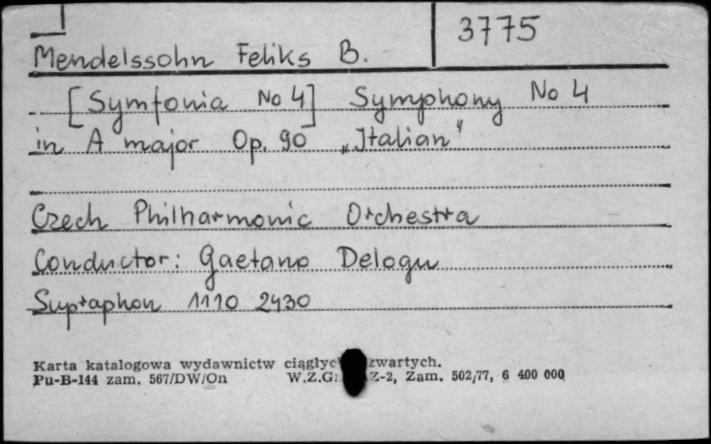 3775
Mendelssohn Feliks B.
[Symfonia No 4] Symphony No 4
in A major Op. 90 „Italian"
Czech Philharmonic Orchestra
Conductor: Gaetano Delogu
Supraphon 1110 2430
Karta katalogowa wydawnictw zwartych.
Pu-B-144 zam. 567/DW/On W.Z.G. Z-2, Zam. 502/77, 6 400 000